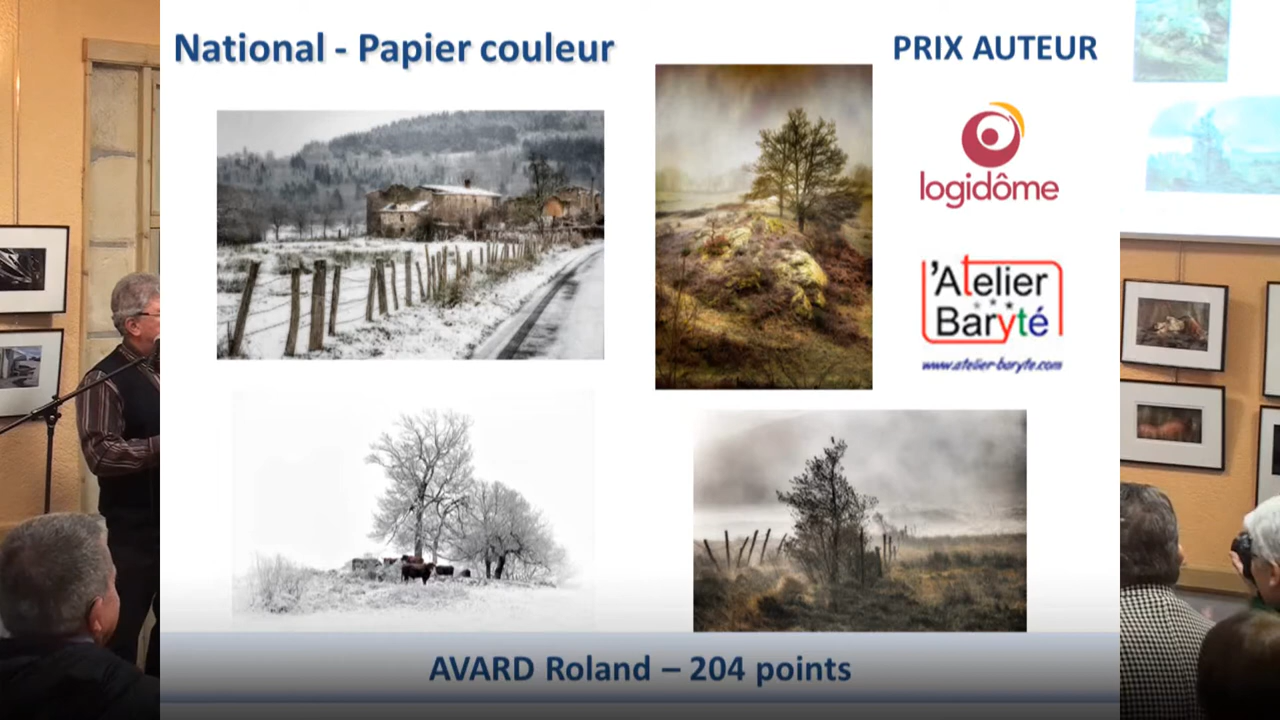 National - Papier couleur
PRIX AUTEUR
logidôme
'Atelier
Baryté
www.atelier-baryte.com
AVARD Roland – 204 points